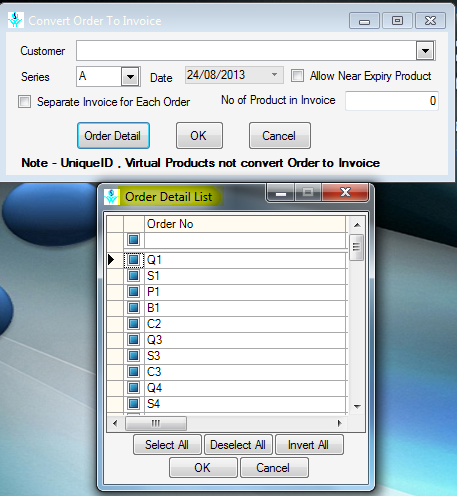 Convert Order To Invoice
Customer
Series A Date 24/08/2013 Allow Near Expiry Product
Separate Invoice for Each Order No of Product in Invoice 0
Order Detail OK Cancel
Note - UniqueID , Virtual Products not convert Order to Invoice
Order Detail List
Order No
Q1
S1
P1
B1
C2
Q3
S3
C3
Q4
S4
Select All Deselect All Invert All
OK Cancel